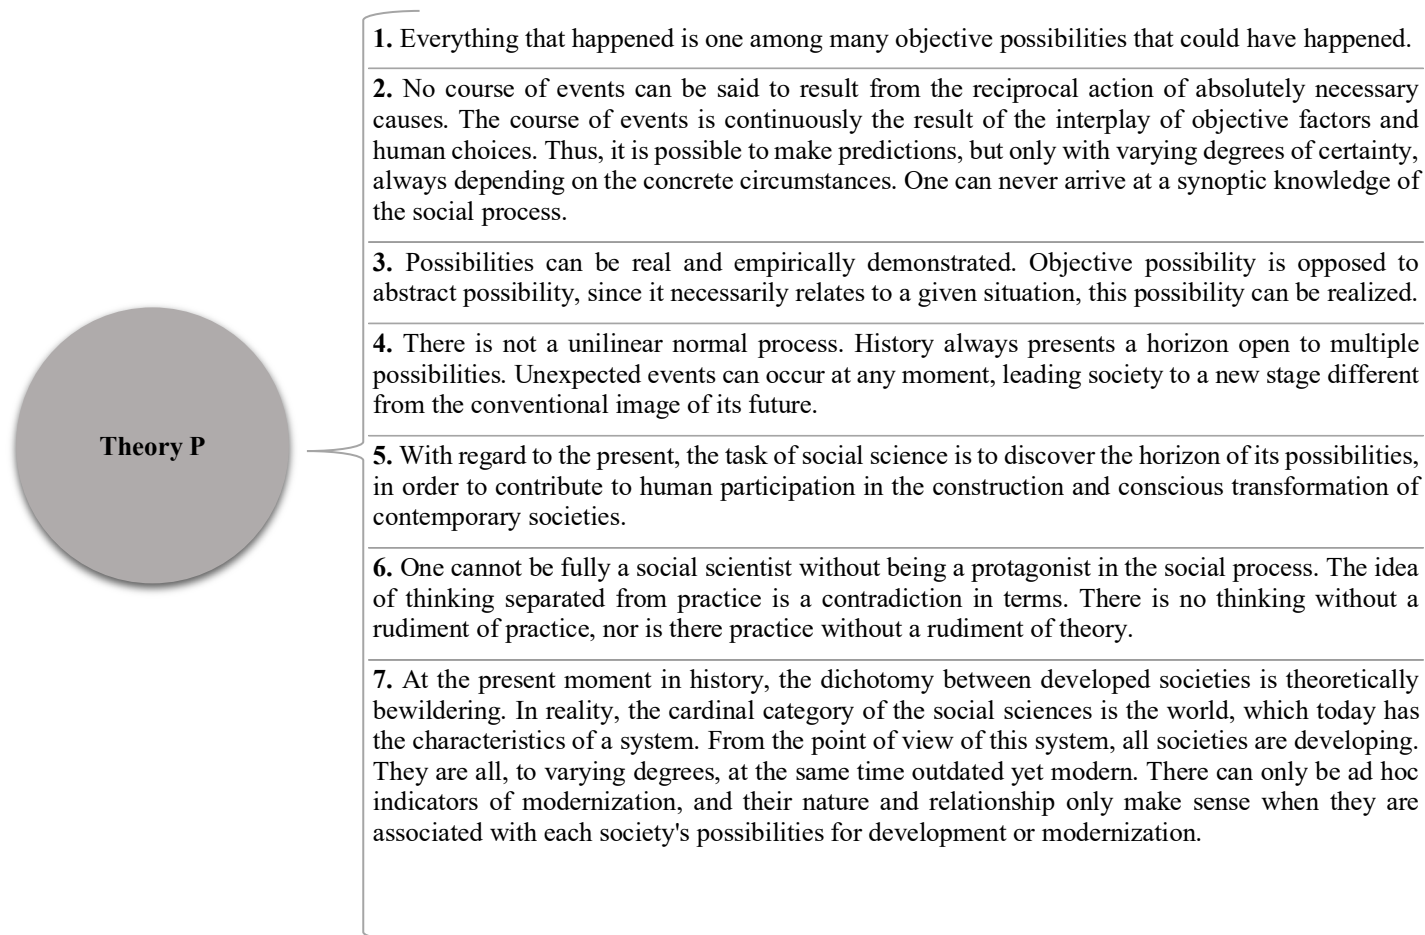 1. Everything that happened is one among many objective possibilities that could have happened.
2. No course of events can be said to result from the reciprocal action of absolutely necessary
causes. The course of events is continuously the result of the interplay of objective factors and
human choices. Thus, it is possible to make predictions, but only with varying degrees of certainty,
always depending on the concrete circumstances. One can never arrive at a synoptic knowledge of
the social process.
3. Possibilities can be real and empirically demonstrated. Objective possibility is opposed to
abstract possibility, since it necessarily relates to a given situation, this possibility can be realized.
4. There is not a unilinear normal process. History always presents a horizon open to multiple
possibilities. Unexpected events can occur at any moment, leading society to a new stage different
from the conventional image of its future.
Theory P
5. With regard to the present, the task of social science is to discover the horizon of its possibilities,
in order to contribute to human participation in the construction and conscious transformation of
contemporary societies.
6. One cannot be fully a social scientist without being a protagonist in the social process. The idea
of thinking separated from practice is a contradiction in terms. There is no thinking without a
rudiment of practice, nor is there practice without a rudiment of theory.
7. At the present moment in history, the dichotomy between developed societies is theoretically
bewildering. In reality, the cardinal category of the social sciences is the world, which today has
the characteristics of a system. From the point of view of this system, all societies are developing.
They are all, to varying degrees, at the same time outdated yet modern. There can only be ad hoc
indicators of modernization, and their nature and relationship only make sense when they are
associated with each society's possibilities for development or modernization.